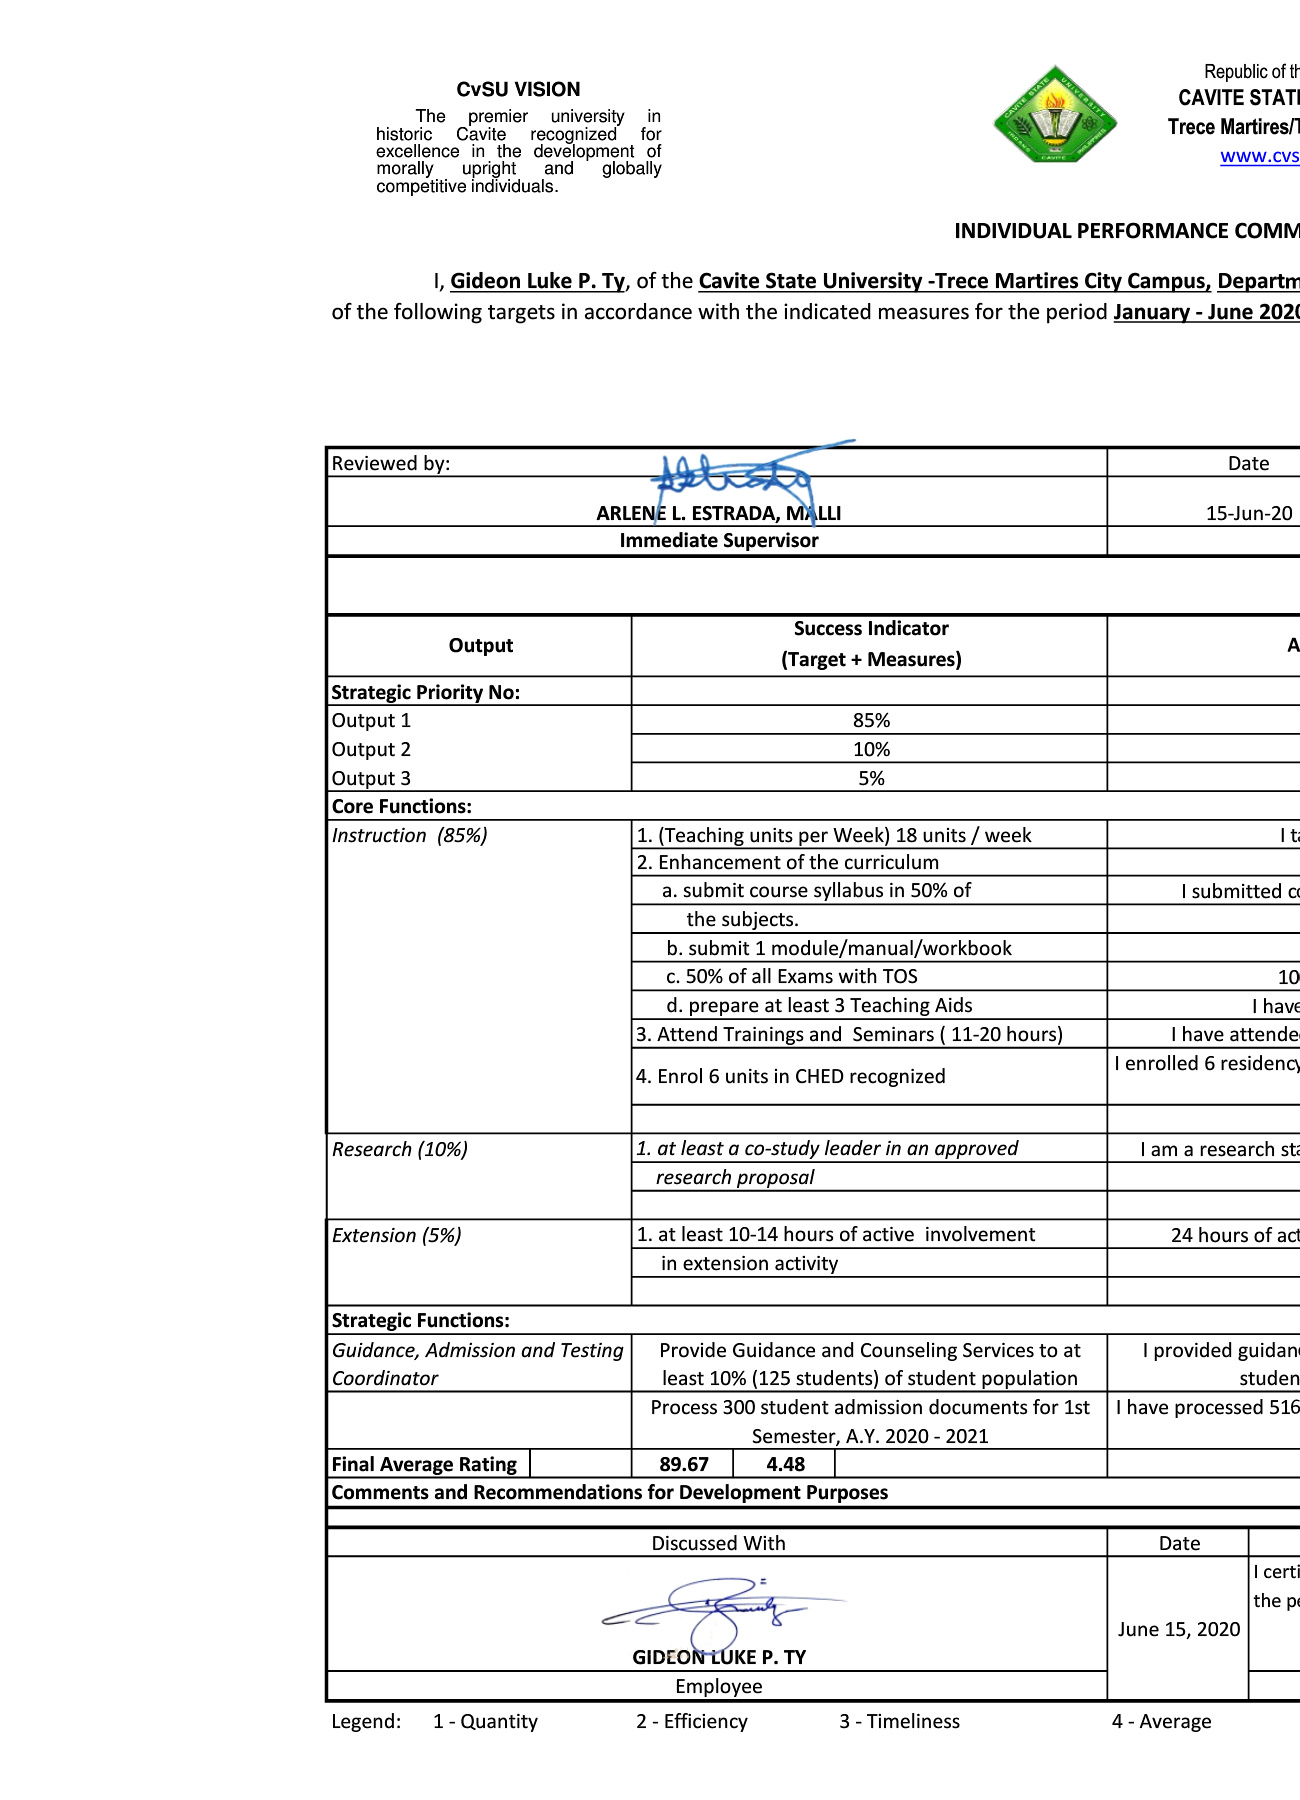 CvSU VISION
The premier university in
historic Cavite recognized for
excellence in the development of
morally upright and globally
competitive individuals.
Republic of th
CAVITE STATE
Trece Martires/T
www.cvs
INDIVIDUAL PERFORMANCE COMM
I, Gideon Luke P. Ty, of the Cavite State University -Trece Martires City Campus, Departm
of the following targets in accordance with the indicated measures for the period January - June 2020
Reviewed by: Date
ARLENE L. ESTRADA, MALLI 15-Jun-20
Immediate Supervisor
Output Success Indicator A
(Target + Measures)
Strategic Priority No:
Output 1 85%
Output 2 10%
Output 3 5%
Core Functions:
Instruction (85%) 1. (Teaching units per Week) 18 units / week I ta
2. Enhancement of the curriculum
a. submit course syllabus in 50% of I submitted co
the subjects.
b. submit 1 module/manual/workbook
c. 50% of all Exams with TOS 10
d. prepare at least 3 Teaching Aids I have
3. Attend Trainings and Seminars ( 11-20 hours) I have attende
I enrolled 6 residency
4. Enrol 6 units in CHED recognized
Research (10%) 1. at least a co-study leader in an approved I am a research sta
research proposal
Extension (5%) 1. at least 10-14 hours of active involvement 24 hours of act
in extension activity
Strategic Functions:
Guidance, Admission and Testing Provide Guidance and Counseling Services to at I provided guidan
Coordinator least 10% (125 students) of student population studen
Process 300 student admission documents for 1st I have processed 516
Semester, A.Y. 2020 - 2021
Final Average Rating 89.67 4.48
Comments and Recommendations for Development Purposes
Discussed With Date
I certi
the pe
June 15, 2020
GIDEON LUKE P. TY
Employee
Legend: 1 - Quantity 2 - Efficiency 3 - Timeliness 4 - Average